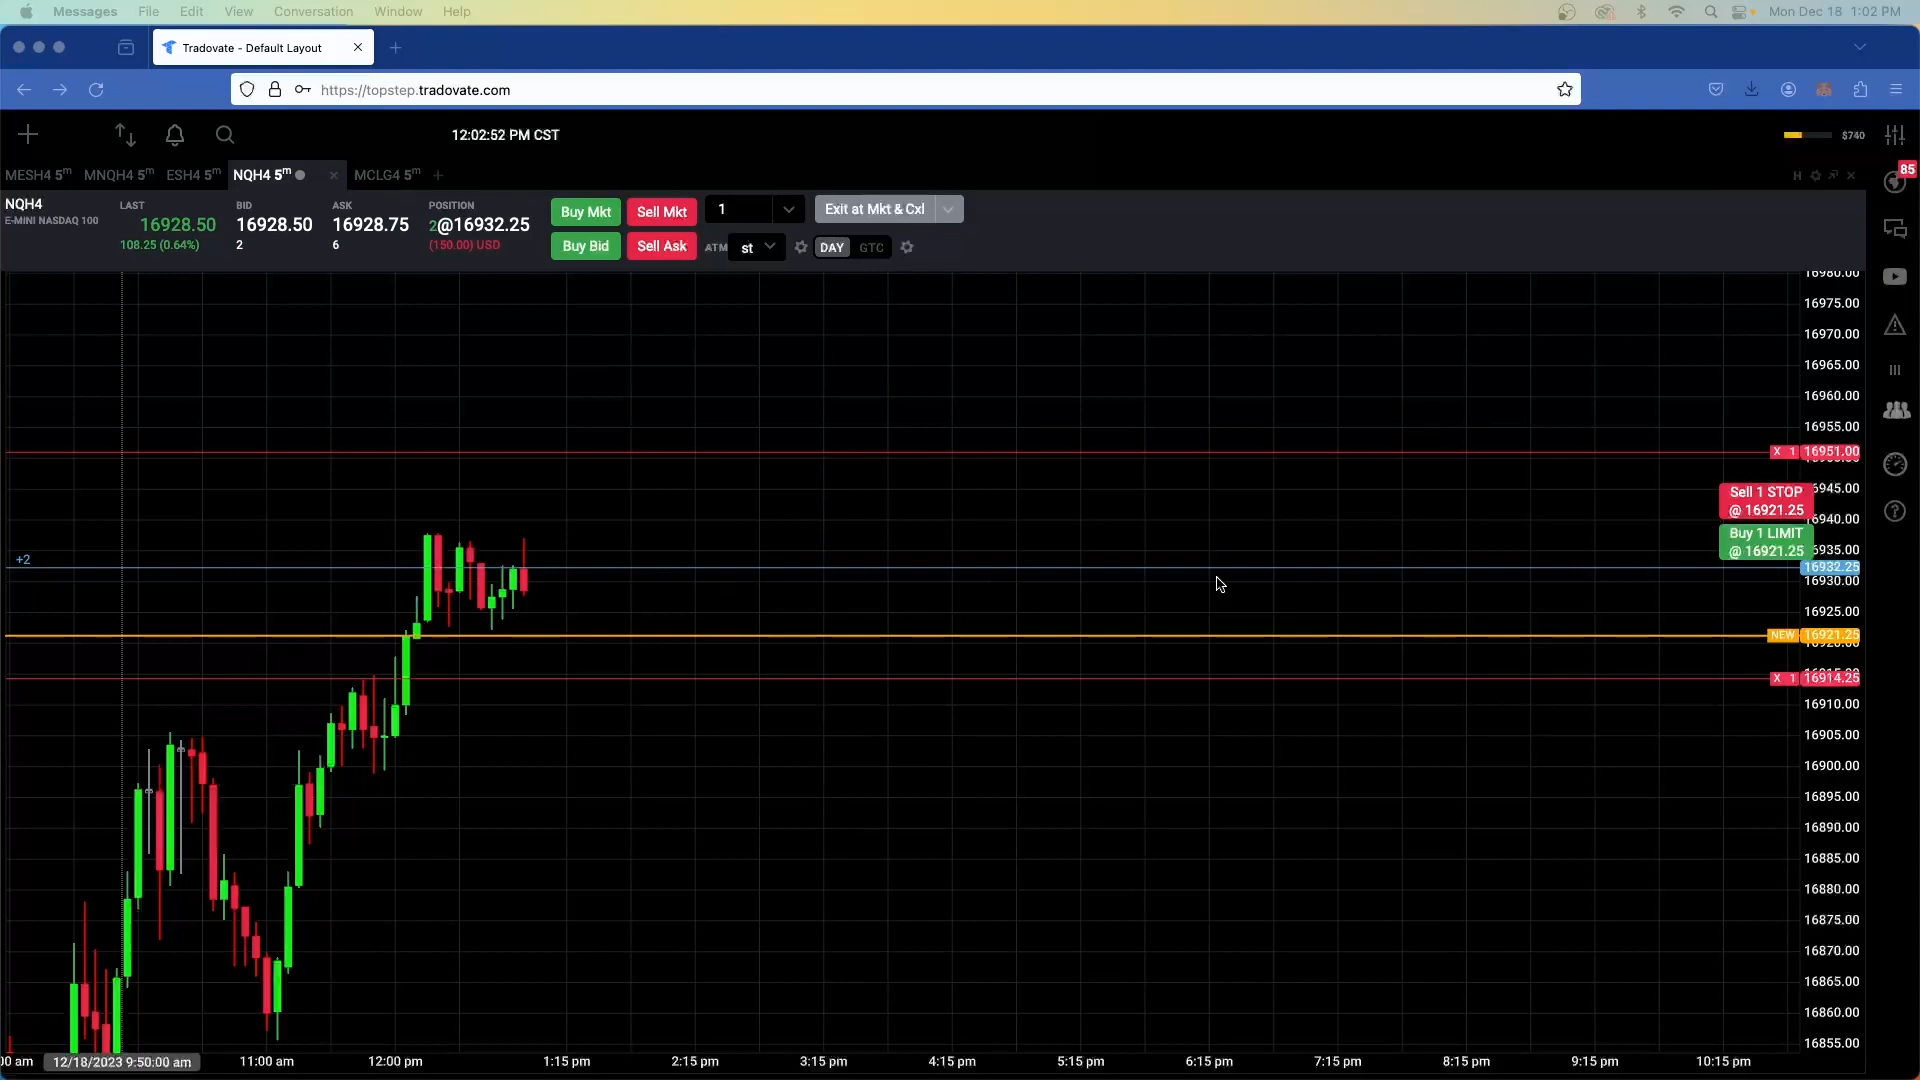 Messages File Edit View Conversation Window Help Mon Dec 18 1:02 PM
Tradovate - Default Layout
https://topstep.tradovate.com
12:02:52 PM CST $740
MESH4 5m MNQH4 5m ESH4 5m NQH4 5m MCLG4 5m H 85
NQH4 LAST BID ASK POSITION Buy Mkt Sell Mkt 1 Exit at Mkt & Cxl
E-MINI NASDAQ 100 16928.50 16928.50 16928.75 2@16932.25
108.25 (0.64%) 2 6 (150.00) USD Buy Bid Sell Ask ATM st DAY GTC
16980.00
16975.00
16970.00
16965.00
16960.00
16955.00
X 1 16951.00
Sell 1 STOP
@ 16921.25
16945.00
16940.00
Buy 1 LIMIT
@ 16921.25
16935.00
+2 16932.25
16930.00
16925.00
NEW 16921.25
16920.00
16915.00
X 1 16914.25
16910.00
16905.00
16900.00
16895.00
16890.00
16885.00
16880.00
16875.00
16870.00
16865.00
16860.00
16855.00
00 am 12/18/2023 9:50:00 am 11:00 am 12:00 pm 1:15 pm 2:15 pm 3:15 pm 4:15 pm 5:15 pm 6:15 pm 7:15 pm 8:15 pm 9:15 pm 10:15 pm